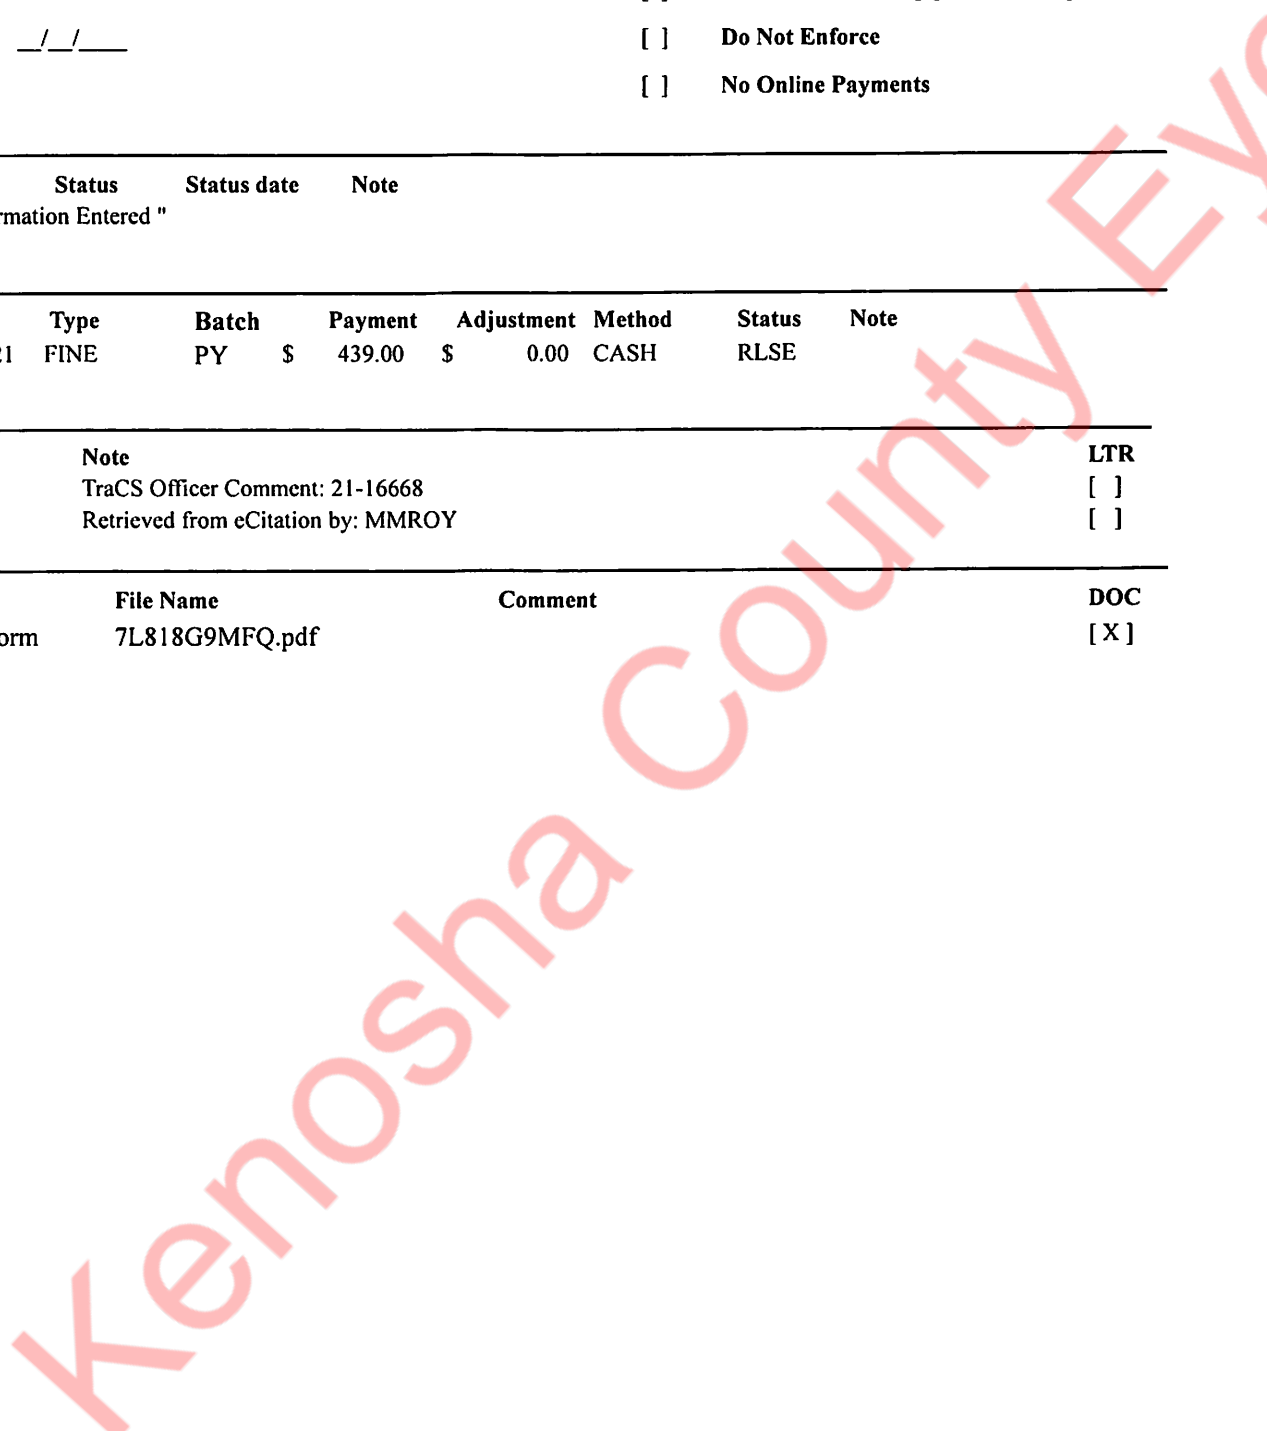 __/__/____ [ ] Do Not Enforce
[ ] No Online Payments
Status Status date Note
rmation Entered "
Type Batch Payment Adjustment Method Status Note
21 FINE PY $ 439.00 $ 0.00 CASH RLSE
Note LTR
TraCS Officer Comment: 21-16668 [ ]
Retrieved from eCitation by: MMROY [ ]
File Name Comment DOC
orm 7L818G9MFQ.pdf [ X ]
Kenosha County Eye